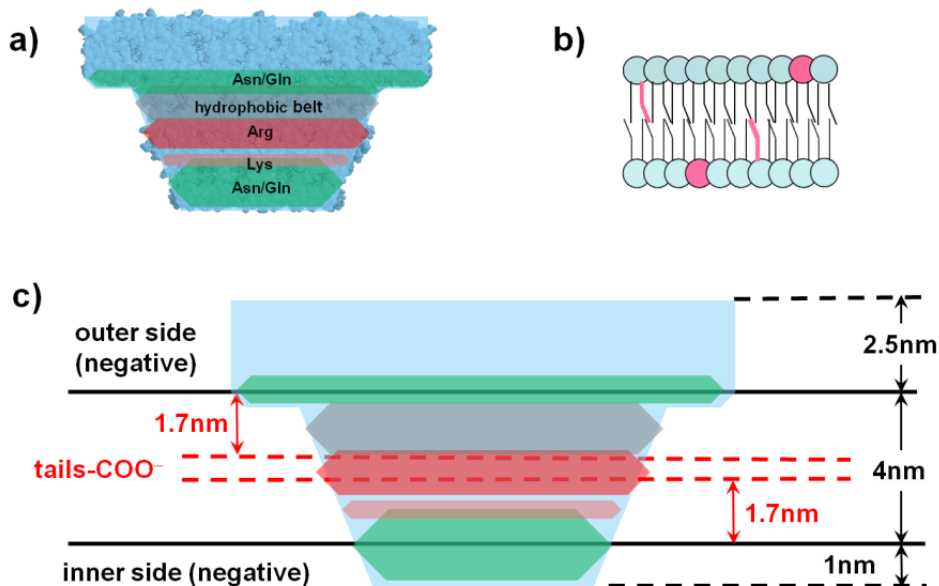 a)
Asn/Gln
hydrophobic belt
Arg
Lys
Asn/Gln
b)
c)
outer side
(negative)
2.5nm
1.7nm
tails-COO⁻
4nm
1.7nm
inner side (negative)
1nm